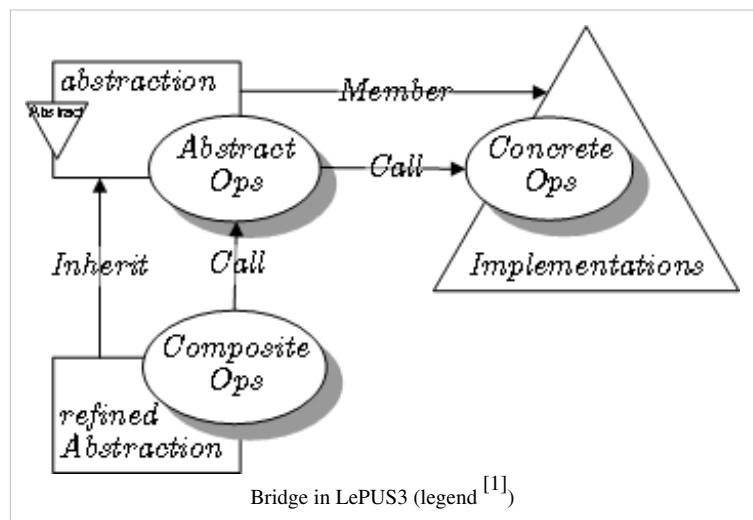 abstraction
Abstract
Member
Abstract
Ops
Call
Concrete
Ops
Inherit
Call
Implementations
Composite
Ops
refined
Abstraction
Bridge in LePUS3 (legend [1])